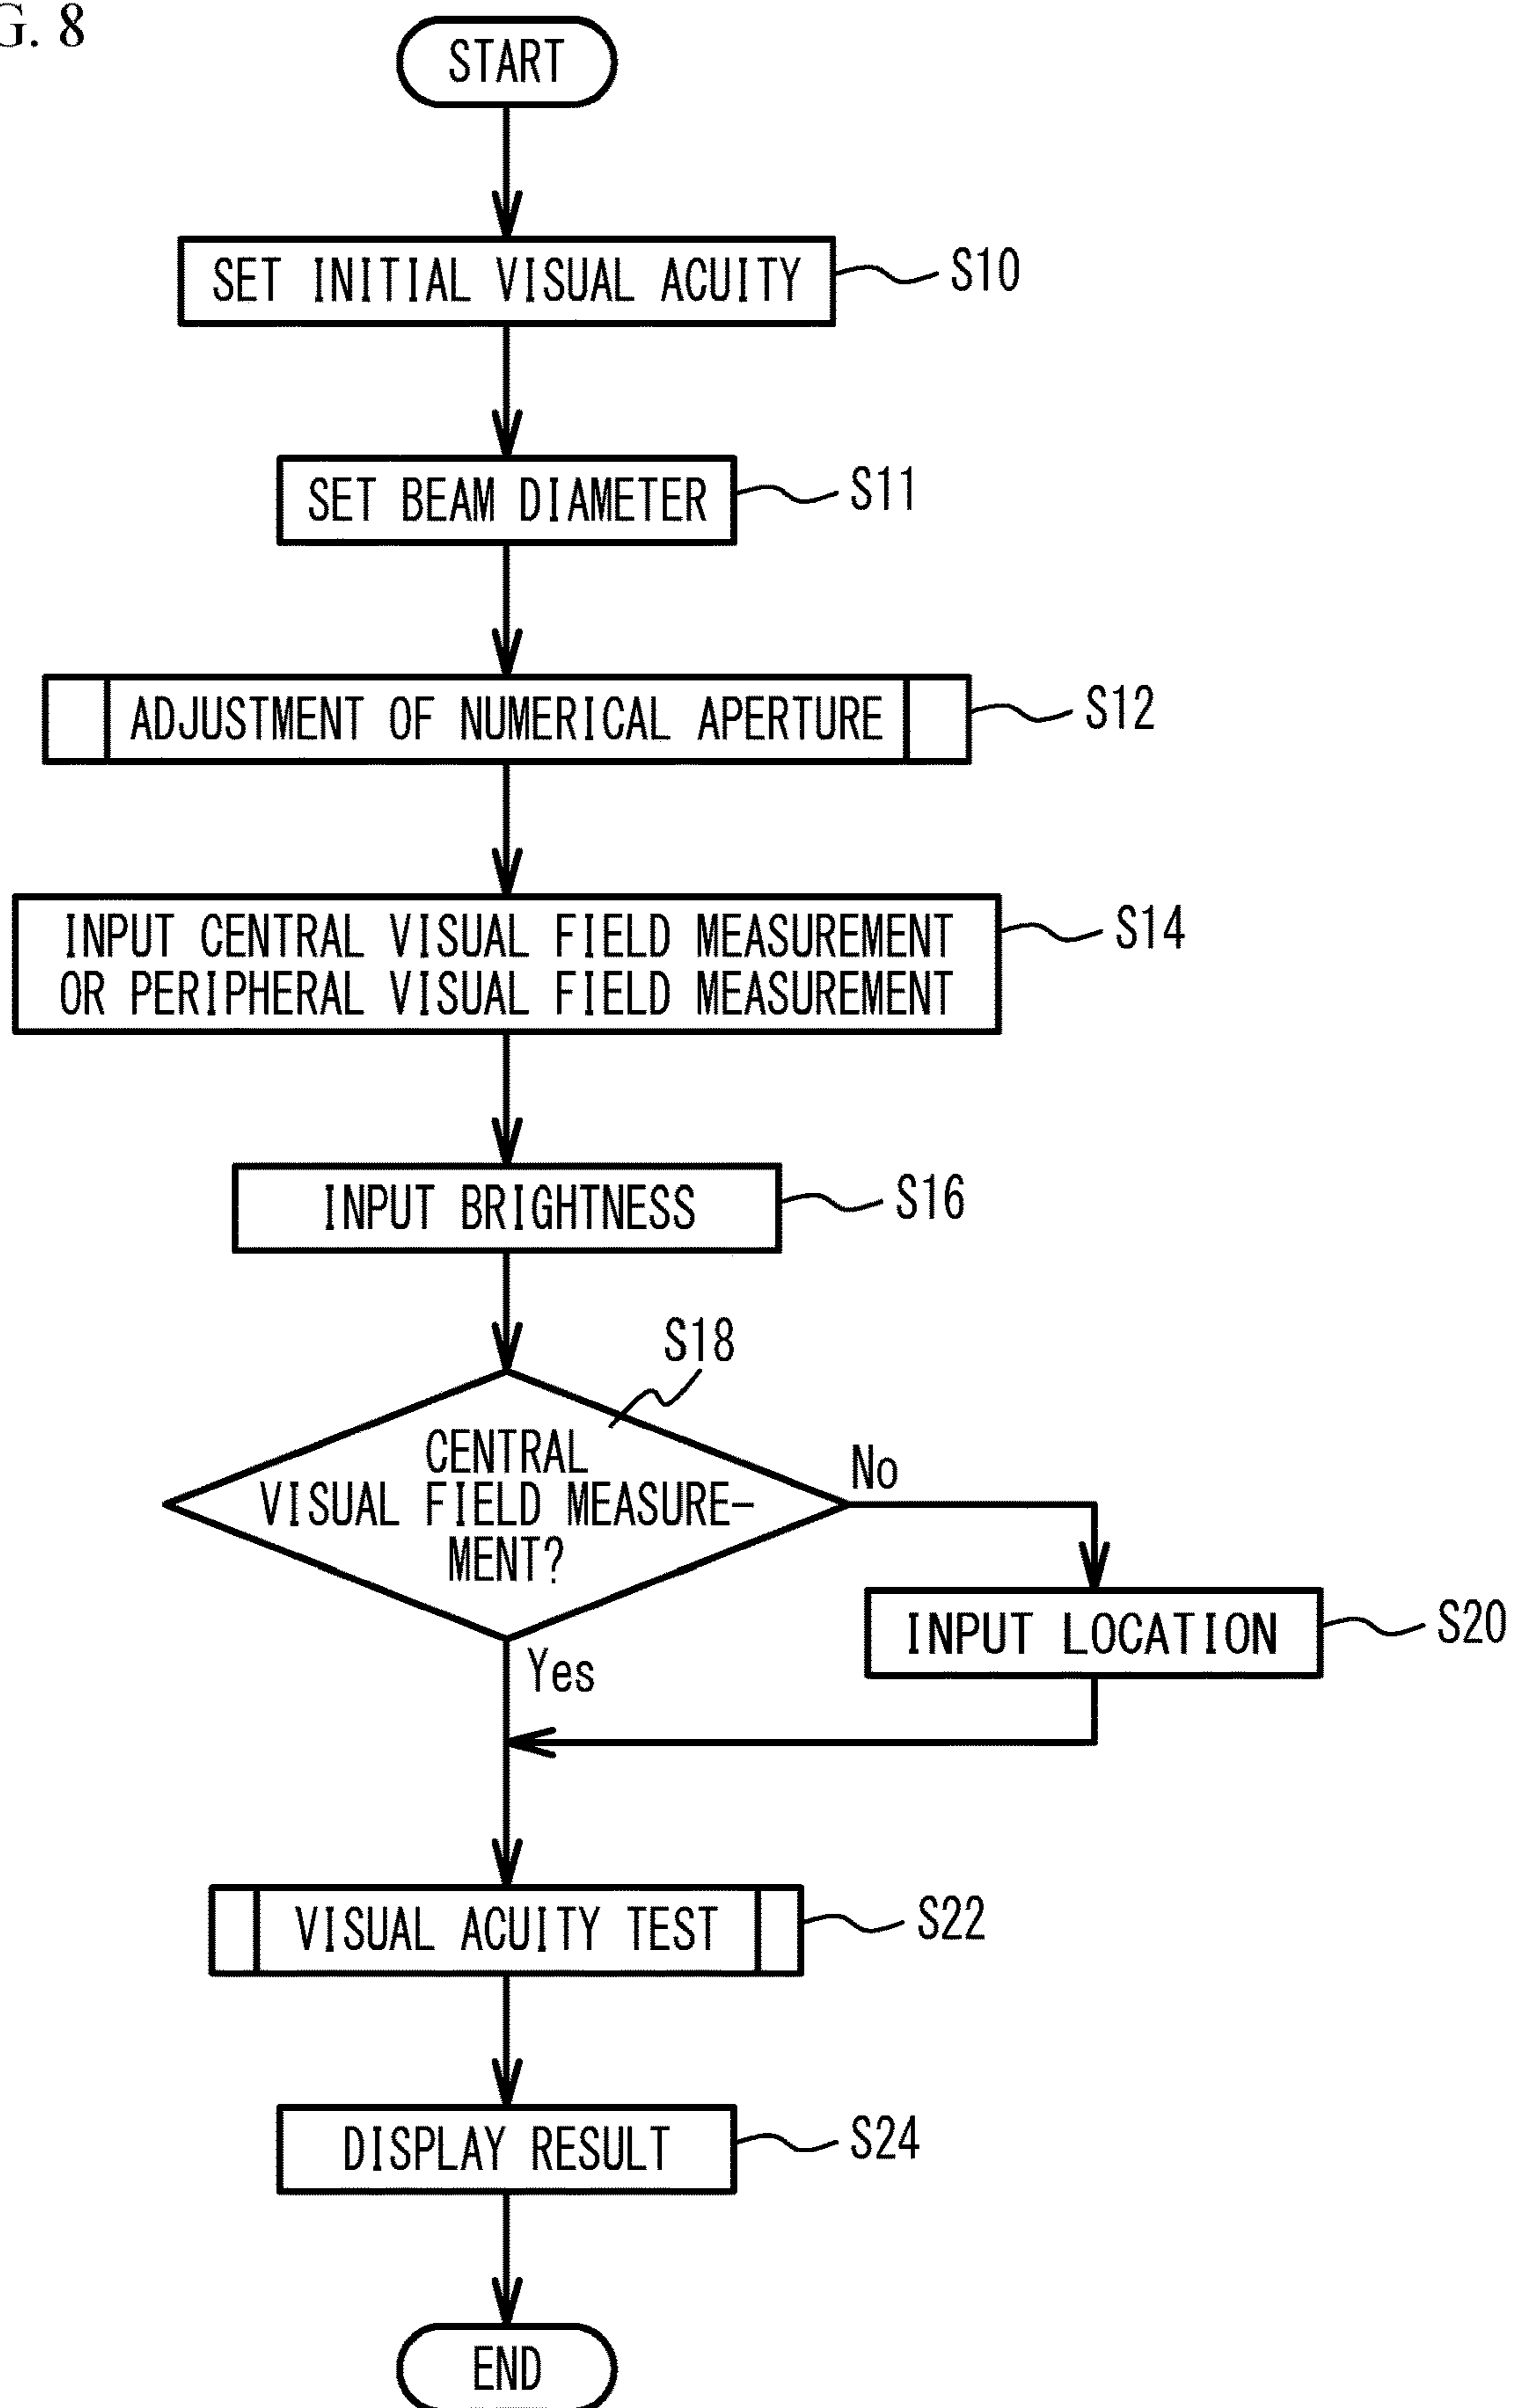 G. 8
START
SET INITIAL VISUAL ACUITY
S10
SET BEAM DIAMETER
S11
ADJUSTMENT OF NUMERICAL APERTURE
S12
INPUT CENTRAL VISUAL FIELD MEASUREMENT
OR PERIPHERAL VISUAL FIELD MEASUREMENT
S14
INPUT BRIGHTNESS
S16
S18
CENTRAL
VISUAL FIELD MEASURE-
MENT?
No
Yes
INPUT LOCATION
S20
VISUAL ACUITY TEST
S22
DISPLAY RESULT
S24
END